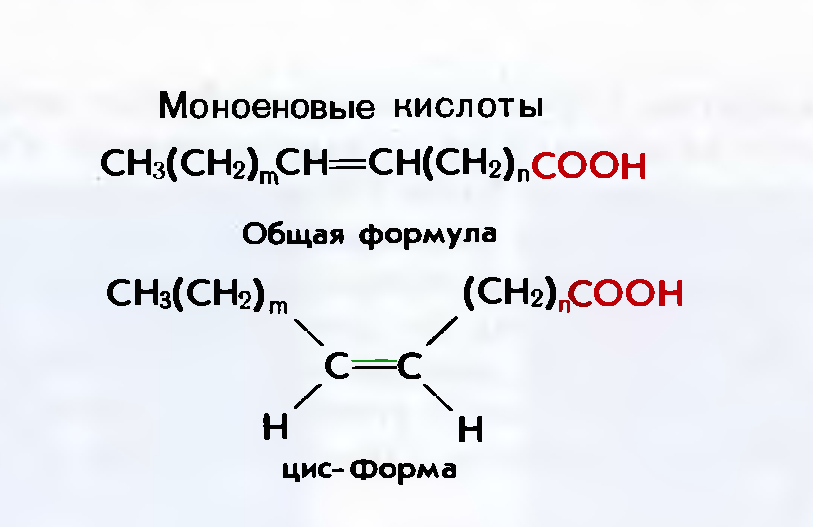 Моноеновые кислоты
CH₃(CH₂)ₘCH=CH(CH₂)ₙCOOH
Общая формула
CH₃(CH₂)ₘ (CH₂)ₙCOOH
C=C
H H
цис-Форма